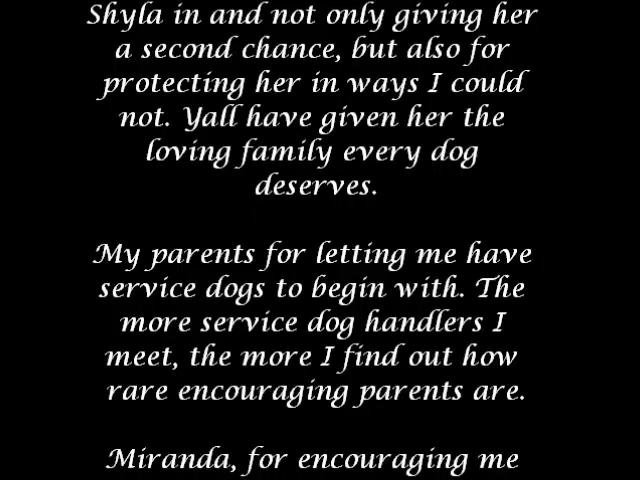 Shyla in and not only giving her
a second chance, but also for
protecting her in ways I could
not. Yall have given her the
loving family every dog
deserves.
My parents for letting me have
service dogs to begin with. The
more service dog handlers I
meet, the more I find out how
rare encouraging parents are.
Miranda, for encouraging me